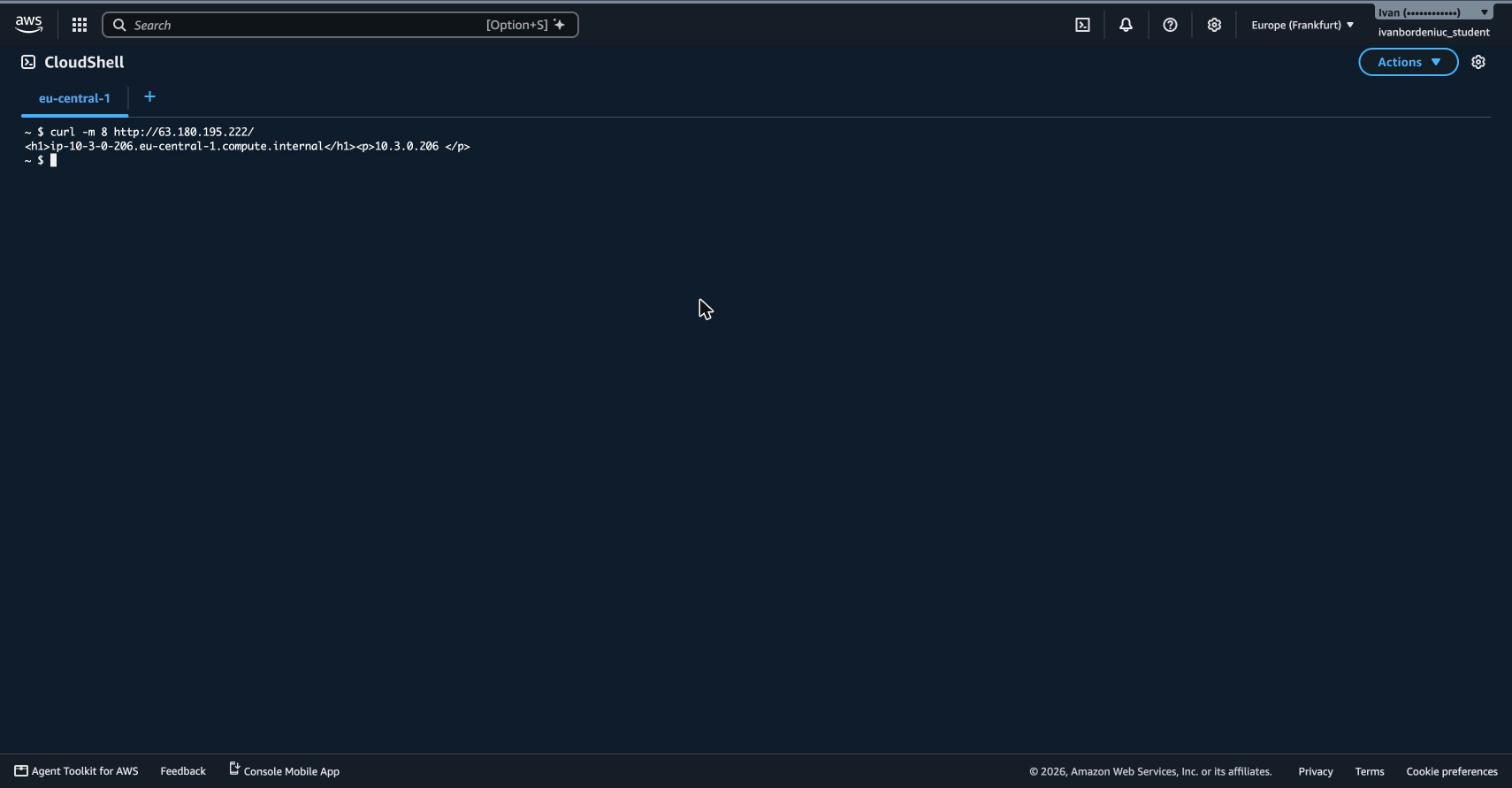 aws
Search [Option+S]
Europe (Frankfurt)
Ivan (············)
ivanbordeniuc_student
CloudShell
Actions
eu-central-1 +
~ $ curl -m 8 http://63.180.195.222/
<h1>ip-10-3-0-206.eu-central-1.compute.internal</h1><p>10.3.0.206 </p>
~ $
Agent Toolkit for AWS Feedback Console Mobile App © 2026, Amazon Web Services, Inc. or its affiliates. Privacy Terms Cookie preferences